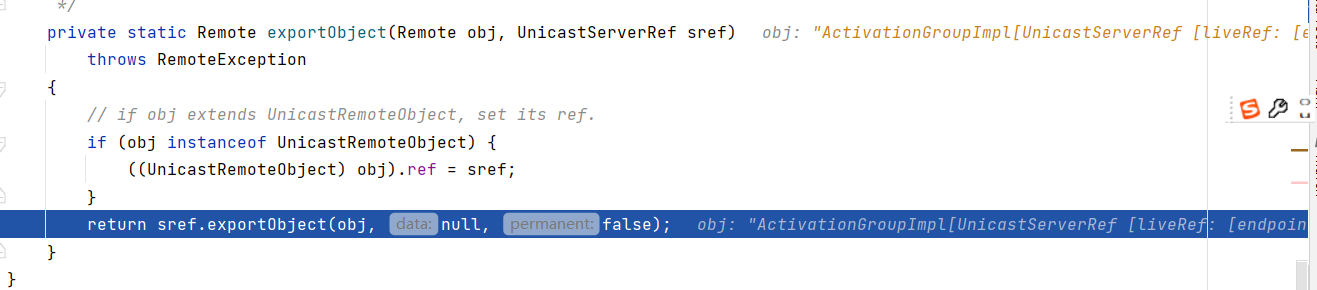 */
private static Remote exportObject(Remote obj, UnicastServerRef sref)   obj: "ActivationGroupImpl[UnicastServerRef [liveRef: [e
    throws RemoteException
{
    // if obj extends UnicastRemoteObject, set its ref.
    if (obj instanceof UnicastRemoteObject) {
        ((UnicastRemoteObject) obj).ref = sref;
    }
    return sref.exportObject(obj, data: null, permanent: false);   obj: "ActivationGroupImpl[UnicastServerRef [liveRef: [endpoin
}
}